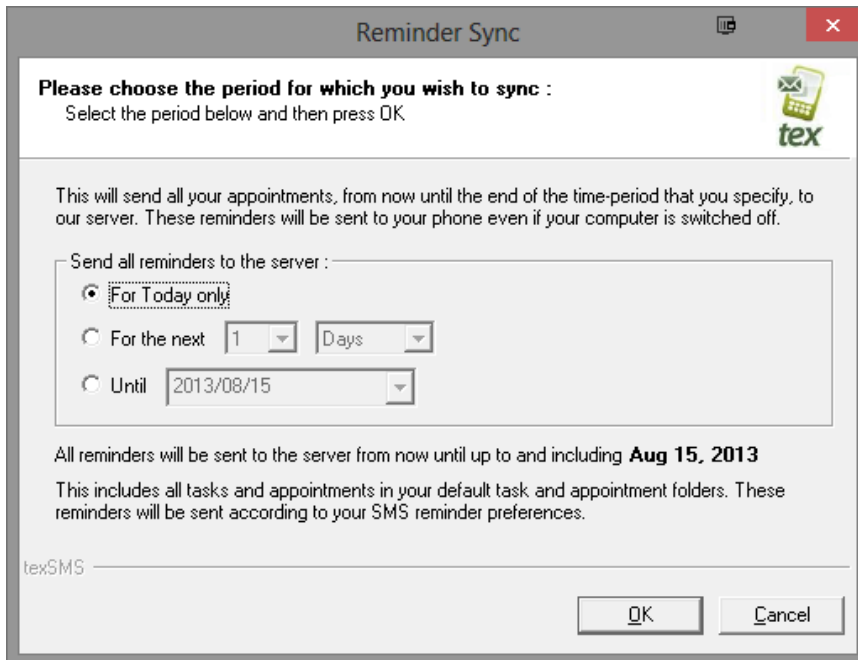 Reminder Sync
Please choose the period for which you wish to sync :
Select the period below and then press OK
tex
This will send all your appointments, from now until the end of the time-period that you specify, to
our server. These reminders will be sent to your phone even if your computer is switched off.
Send all reminders to the server :
For Today only
For the next 1 Days
Until 2013/08/15
All reminders will be sent to the server from now until up to and including Aug 15, 2013
This includes all tasks and appointments in your default task and appointment folders. These
reminders will be sent according to your SMS reminder preferences.
texSMS
OK Cancel